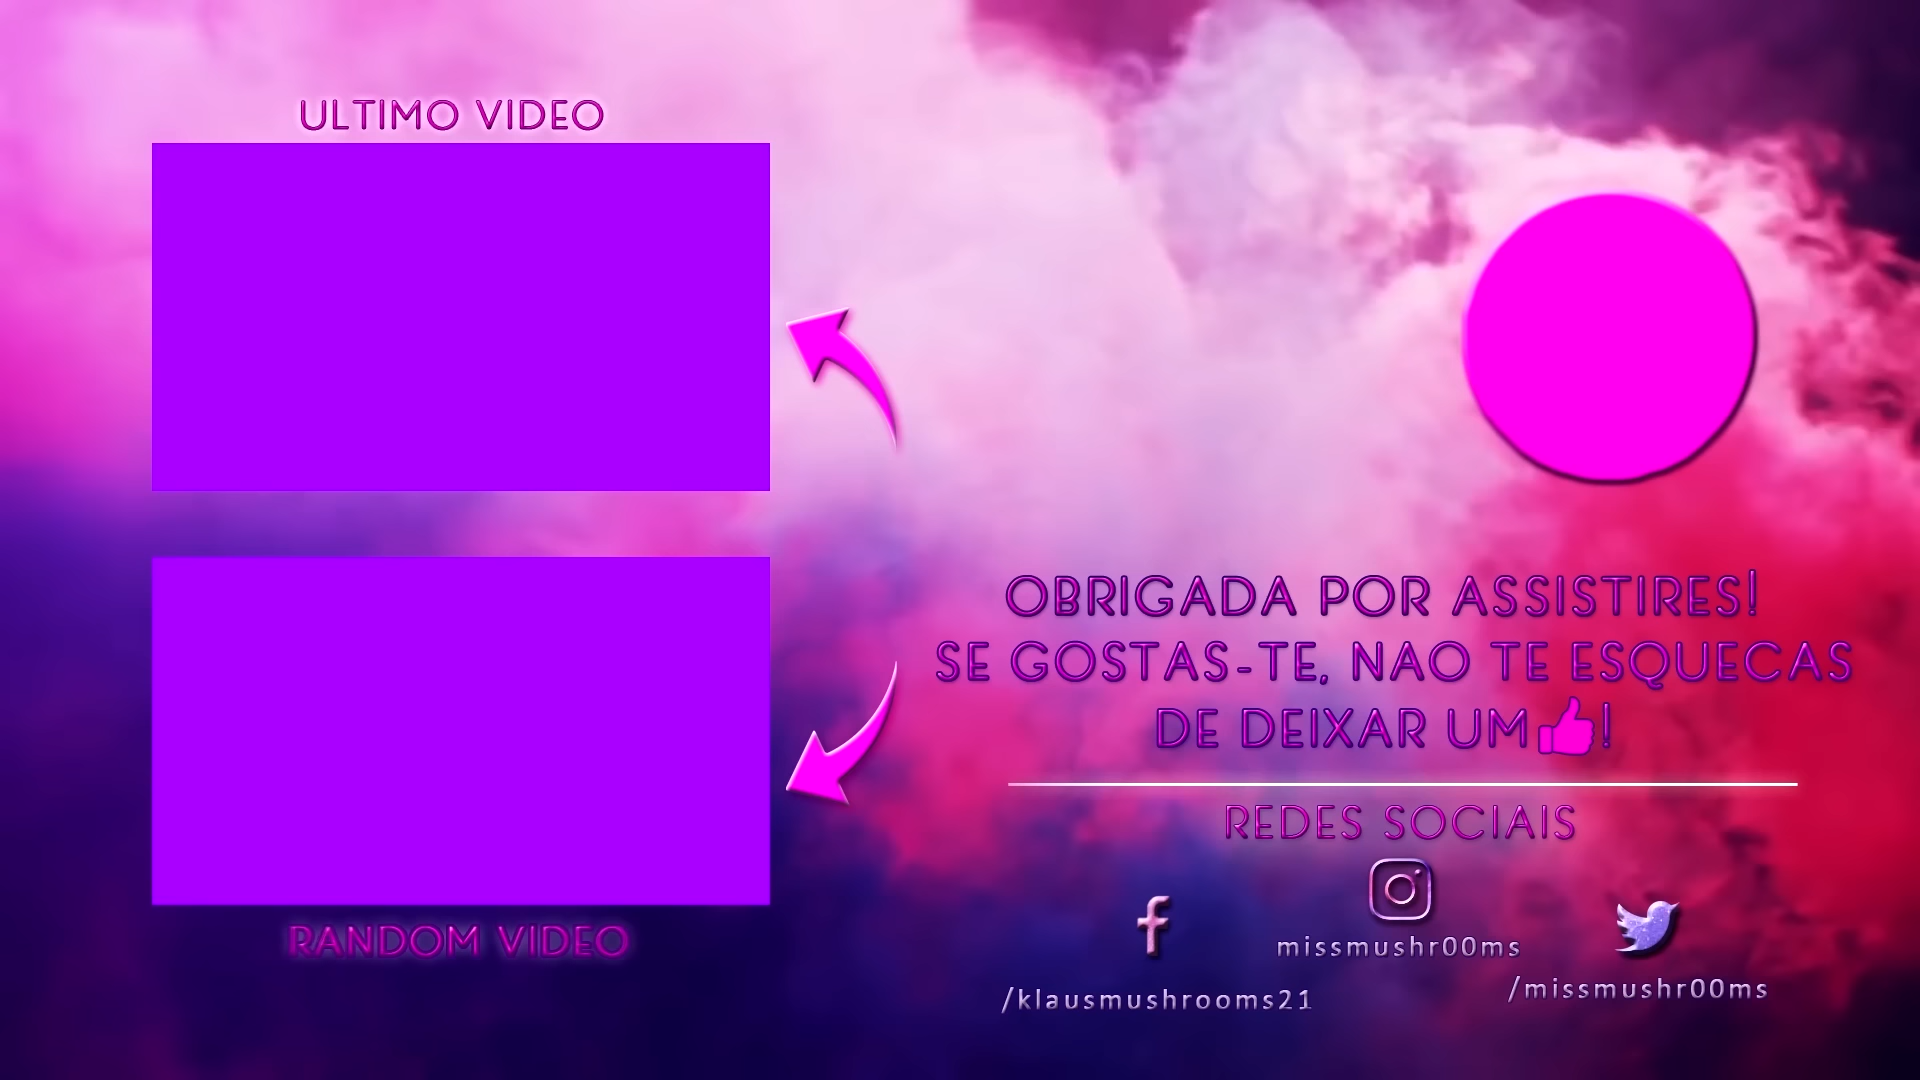 ULTIMO VIDEO
RANDOM VIDEO
OBRIGADA POR ASSISTIRES!
SE GOSTAS-TE, NAO TE ESQUECAS
DE DEIXAR UM !
REDES SOCIAIS
missmushr00ms
/klausmushrooms21
/missmushr00ms